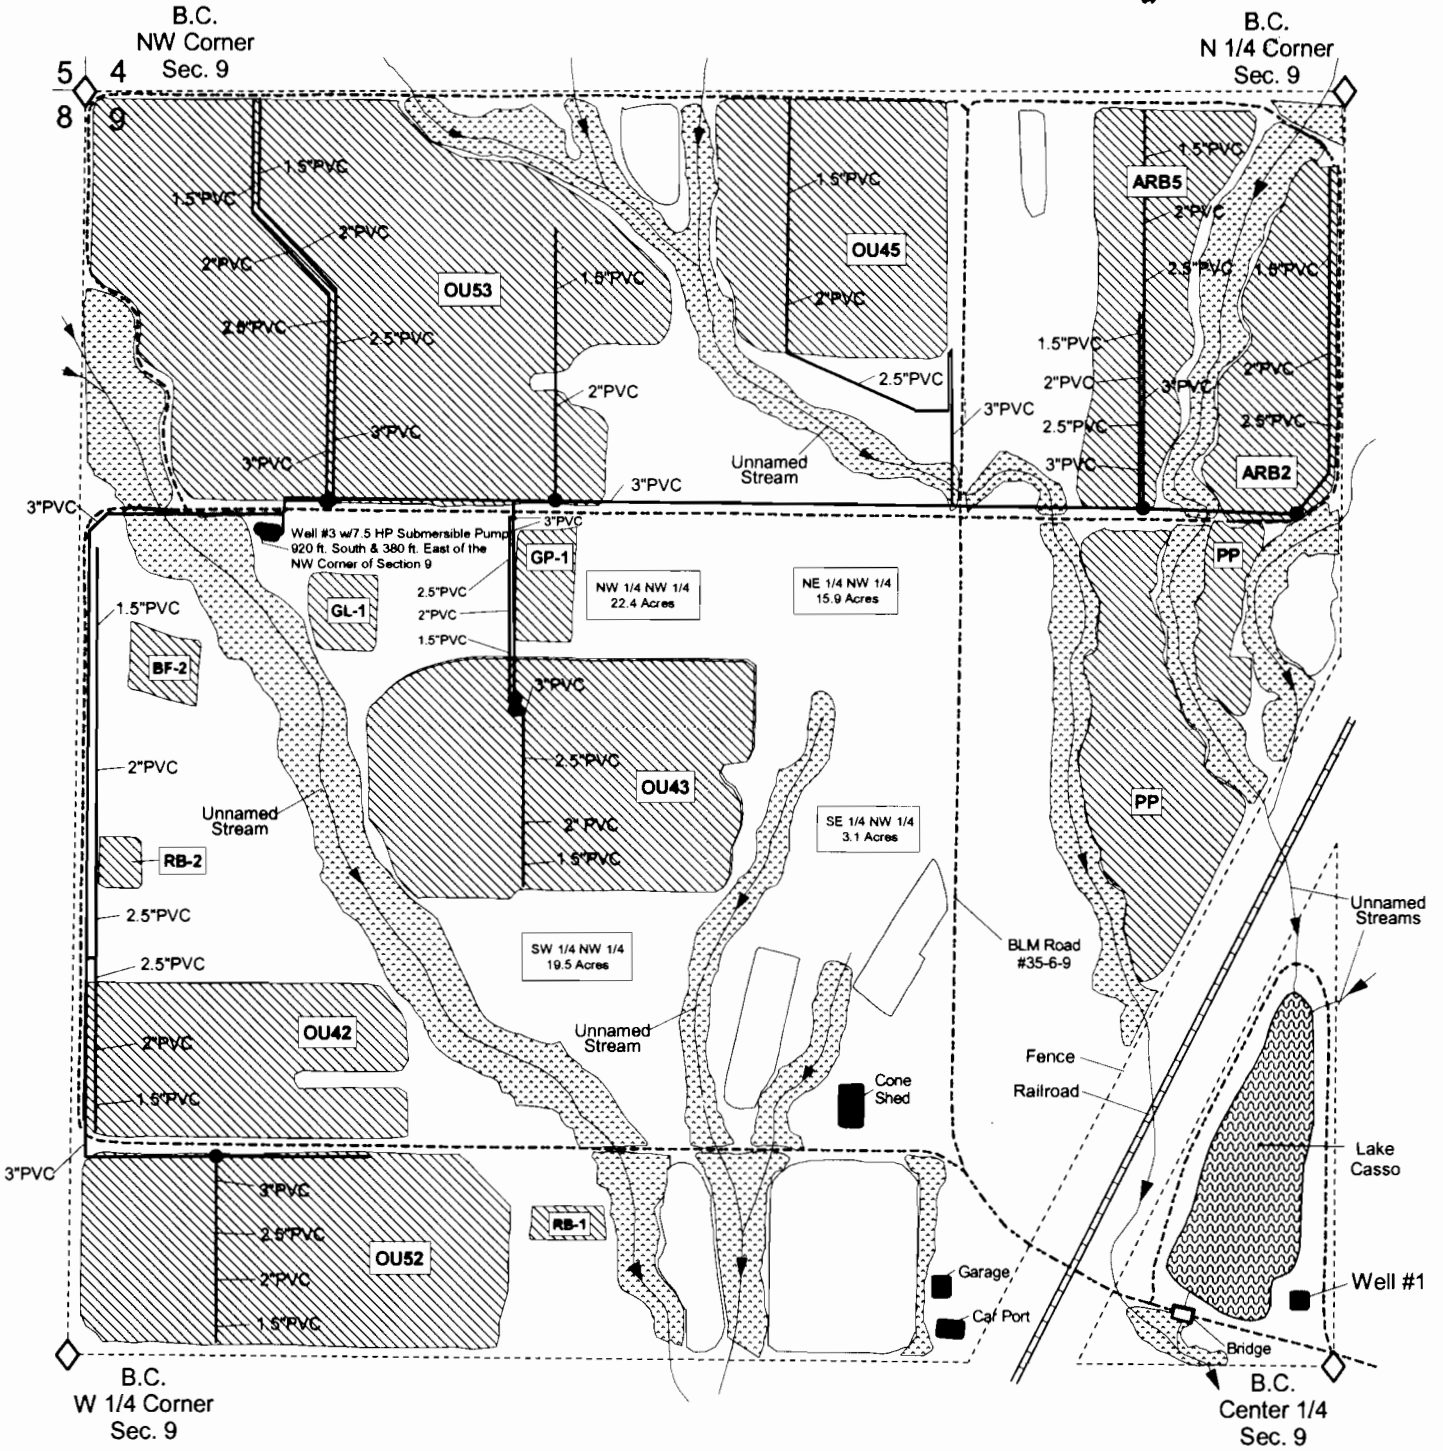 B.C.
NW Corner
Sec. 9
B.C.
N 1/4 Corner
Sec. 9
5 4
8 9
1.5"PVC
1.5"PVC
2"PVC
2"PVC
OU53
2.5"PVC
2.5"PVC
3"PVC
3"PVC
1.5"PVC
2"PVC
3"PVC
1.5"PVC
OU45
2"PVC
2.5"PVC
3"PVC
Unnamed
Stream
1.5"PVC
ARB5
2"PVC
2.5"PVC
1.5"PVC
1.5"PVC
2"PVC
3"PVC
2.5"PVC
3"PVC
2"PVC
2.5"PVC
ARB2
3"PVC
Well #3 w/7.5 HP Submersible Pump
920 ft. South & 380 ft. East of the
NW Corner of Section 9
3"PVC
GP-1
2.5"PVC
2"PVC
1.5"PVC
GL-1
NW 1/4 NW 1/4
22.4 Acres
NE 1/4 NW 1/4
15.9 Acres
PP
1.5"PVC
BF-2
3"PVC
2.5"PVC
OU43
2" PVC
1.5"PVC
2"PVC
Unnamed
Stream
SE 1/4 NW 1/4
3.1 Acres
PP
RB-2
2.5"PVC
2.5"PVC
SW 1/4 NW 1/4
19.5 Acres
BLM Road
#35-6-9
Unnamed
Streams
OU42
2"PVC
1.5"PVC
Unnamed
Stream
Cone
Shed
Fence
Railroad
Lake
Casso
3"PVC
3"PVC
2.5"PVC
2"PVC
1.5"PVC
OU52
RB-1
Garage
Car Port
Well #1
Bridge
B.C.
W 1/4 Corner
Sec. 9
B.C.
Center 1/4
Sec. 9